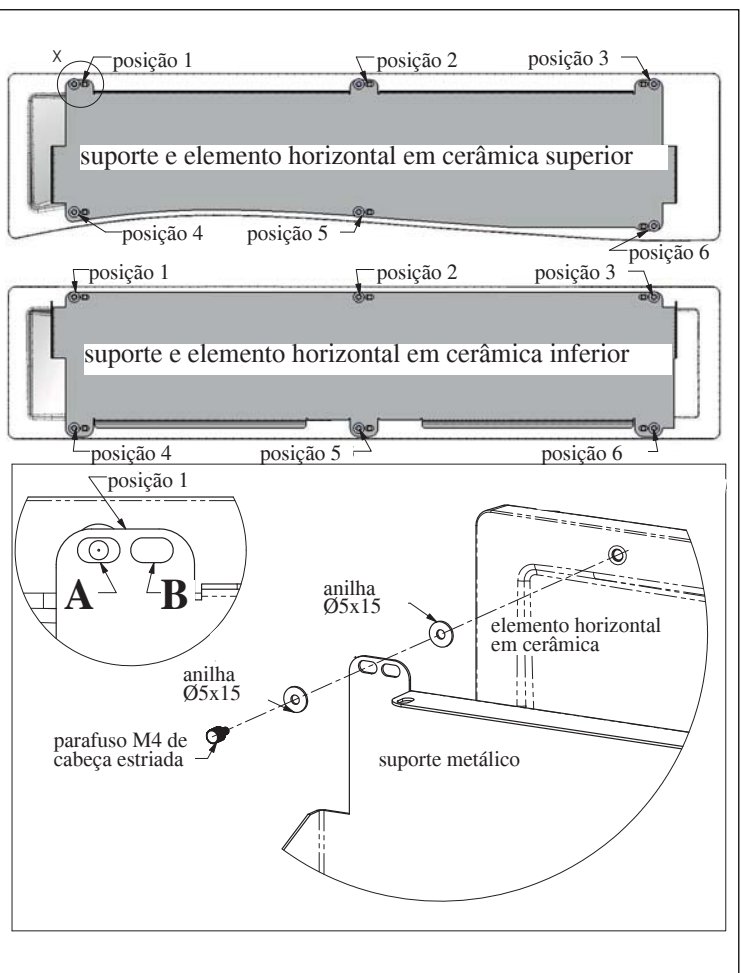 X
posição 1
posição 2
posição 3
suporte e elemento horizontal em cerâmica superior
posição 4
posição 5
posição 6
posição 1
posição 2
posição 3
suporte e elemento horizontal em cerâmica inferior
posição 4
posição 5
posição 6
posição 1
A
B
anilha
Ø5x15
elemento horizontal
em cerâmica
anilha
Ø5x15
parafuso M4 de
cabeça estriada
suporte metálico